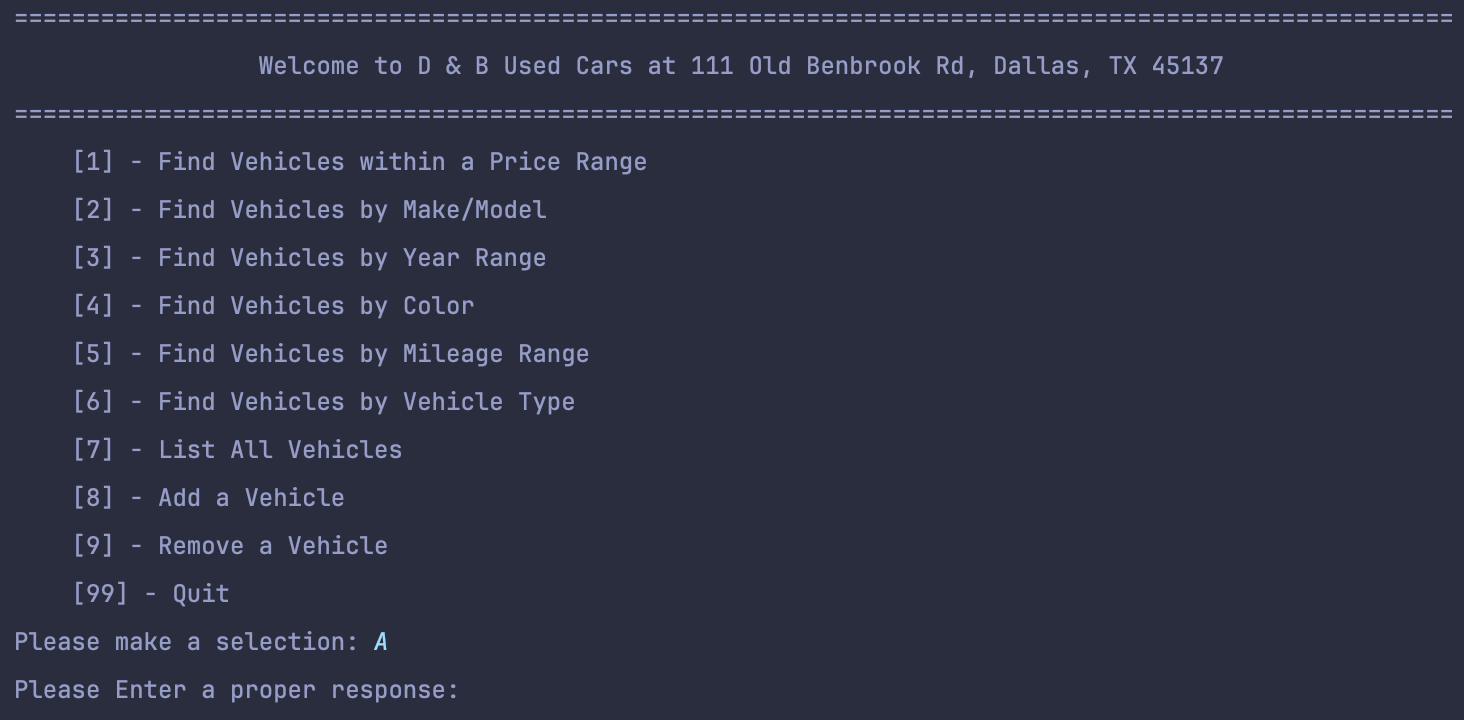 ====================================================================================================
Welcome to D & B Used Cars at 111 Old Benbrook Rd, Dallas, TX 45137
====================================================================================================
[1] - Find Vehicles within a Price Range
[2] - Find Vehicles by Make/Model
[3] - Find Vehicles by Year Range
[4] - Find Vehicles by Color
[5] - Find Vehicles by Mileage Range
[6] - Find Vehicles by Vehicle Type
[7] - List All Vehicles
[8] - Add a Vehicle
[9] - Remove a Vehicle
[99] - Quit
Please make a selection: A
Please Enter a proper response: